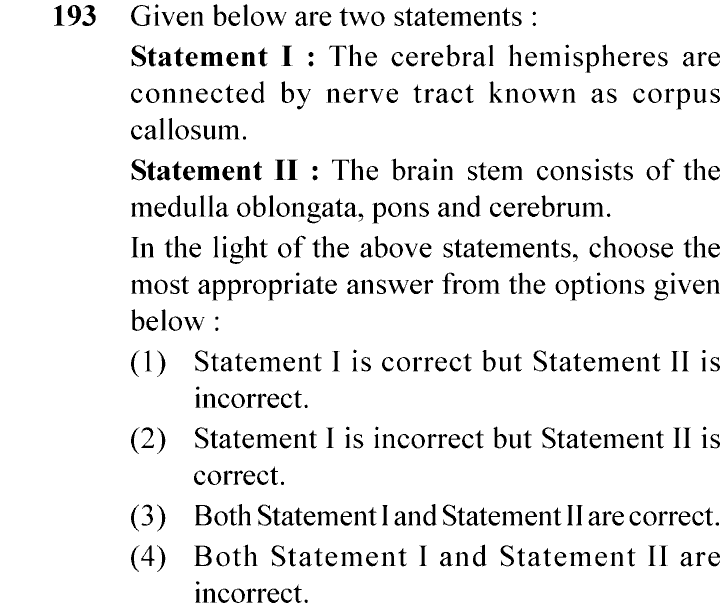 193 Given below are two statements :
Statement I : The cerebral hemispheres are
connected by nerve tract known as corpus
callosum.
Statement II : The brain stem consists of the
medulla oblongata, pons and cerebrum.
In the light of the above statements, choose the
most appropriate answer from the options given
below :
(1) Statement I is correct but Statement II is
incorrect.
(2) Statement I is incorrect but Statement II is
correct.
(3) Both Statement I and Statement II are correct.
(4) Both Statement I and Statement II are
incorrect.